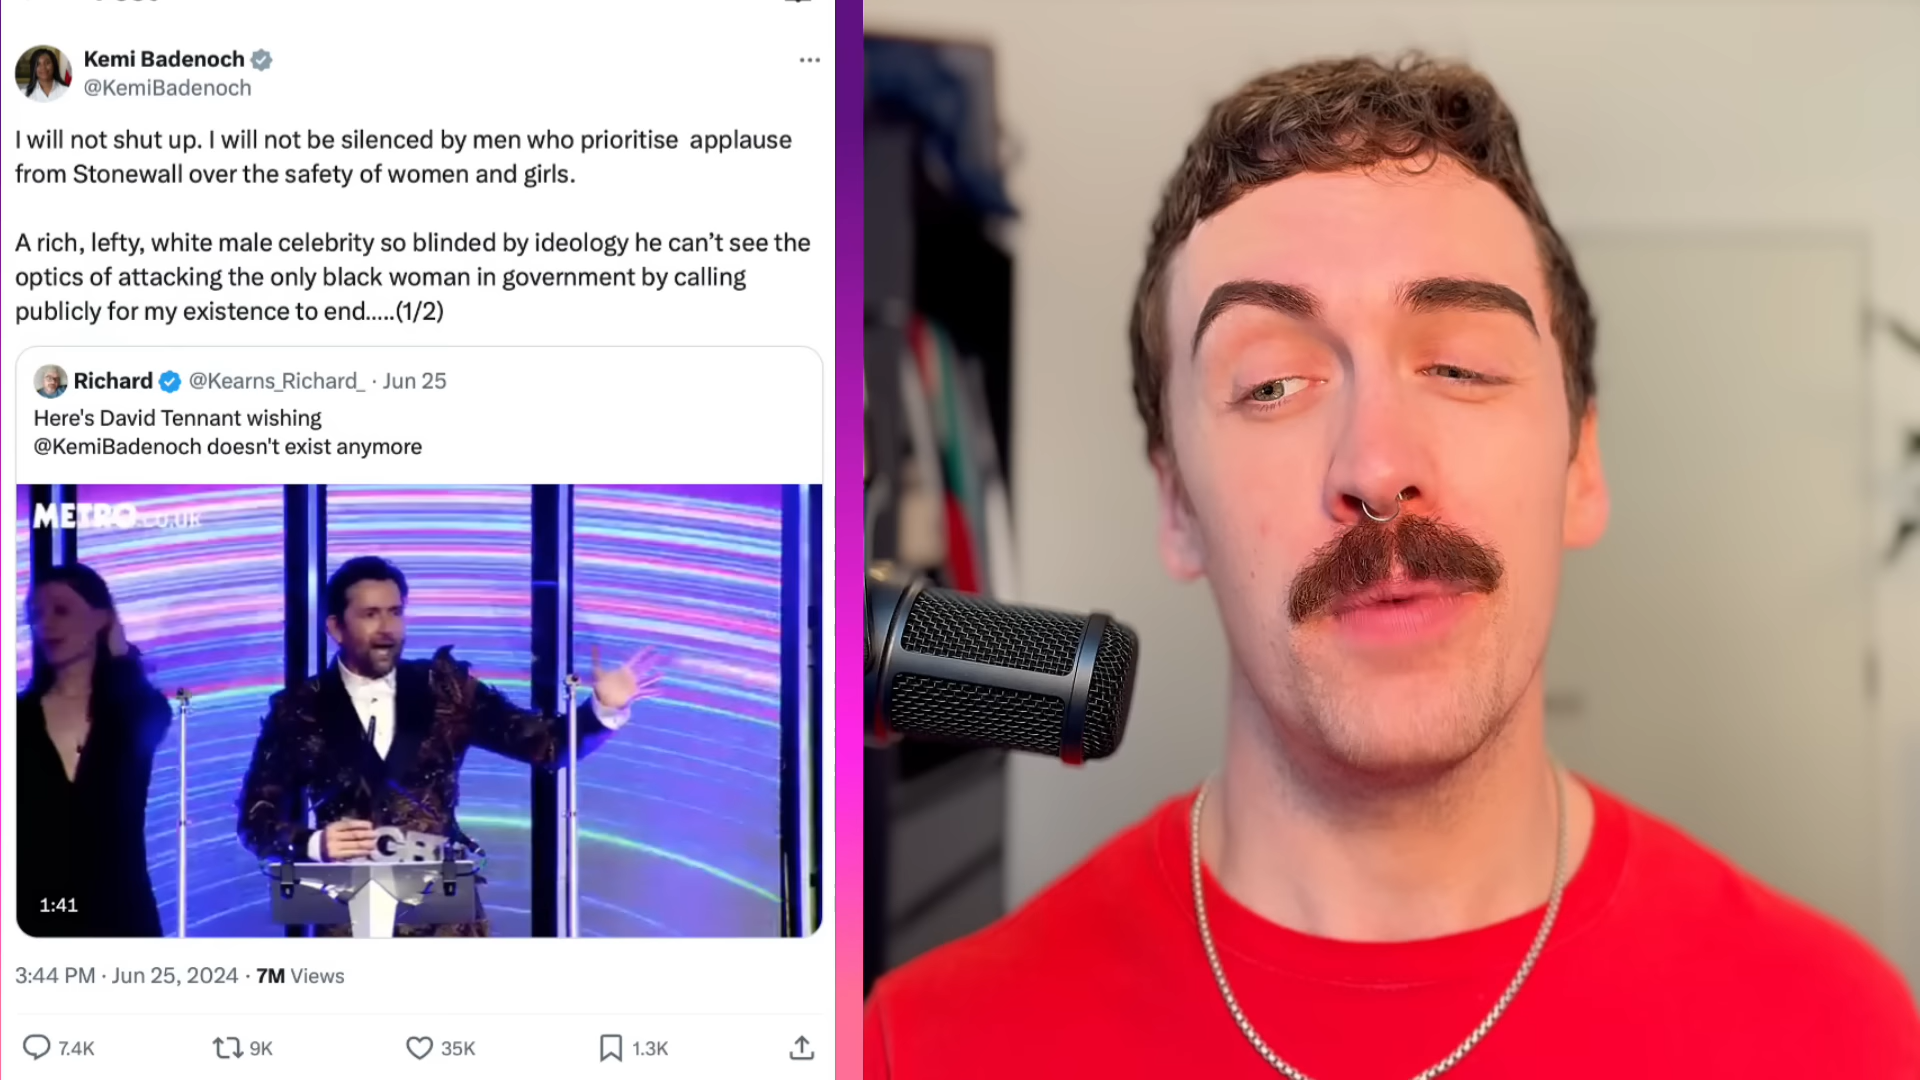 Kemi Badenoch
@KemiBadenoch
I will not shut up. I will not be silenced by men who prioritise applause
from Stonewall over the safety of women and girls.
A rich, lefty, white male celebrity so blinded by ideology he can’t see the
optics of attacking the only black woman in government by calling
publicly for my existence to end.....(1/2)
Richard @Kearns_Richard_ · Jun 25
Here's David Tennant wishing
@KemiBadenoch doesn't exist anymore
METRO.CO.UK
1:41
3:44 PM · Jun 25, 2024 · 7M Views
7.4K 9K 35K 1.3K